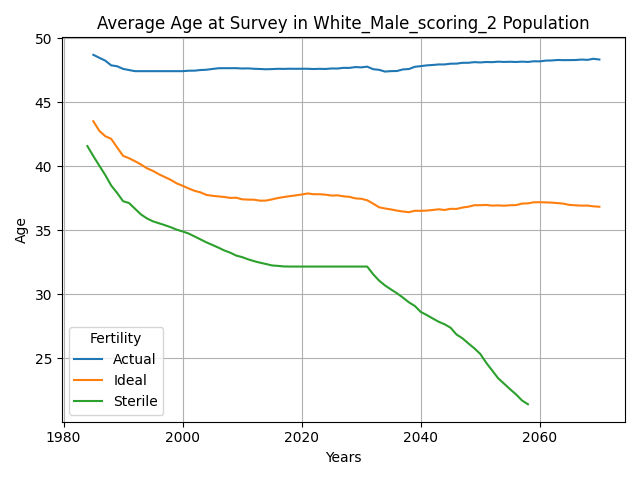 Average Age at Survey in White_Male_scoring_2 Population
50
45
40
35
30
25
Age
Fertility
Actual
Ideal
Sterile
1980
2000
2020
2040
2060
Years